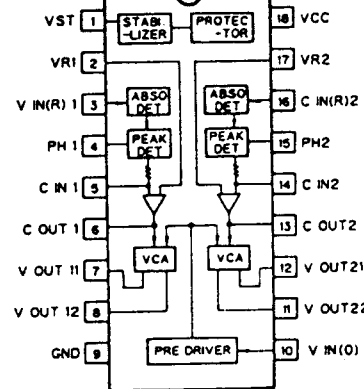 VST 1 STABI- LIZER PROTEC -TOR 18 VCC
VR1 2 17 VR2
V IN(R) 1 3 ABSO DET ABSO DET 16 C IN(R)2
PH 1 4 PEAK DET PEAK DET 15 PH2
C IN 1 5 14 C IN2
C OUT 1 6 13 C OUT2
V OUT 11 7 VCA VCA 12 V OUT21
V OUT 12 8 11 V OUT22
GND 9 PRE DRIVER 10 V IN(O)